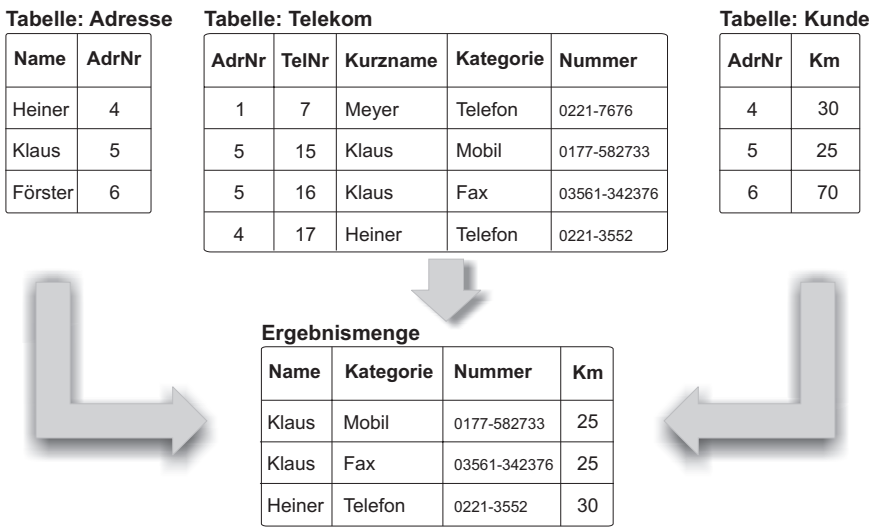 Tabelle: Adresse
Name AdrNr
Heiner 4
Klaus 5
Förster 6
Tabelle: Telekom
AdrNr TelNr Kurzname Kategorie Nummer
1 7 Meyer Telefon 0221-7676
5 15 Klaus Mobil 0177-582733
5 16 Klaus Fax 03561-342376
4 17 Heiner Telefon 0221-3552
Tabelle: Kunde
AdrNr Km
4 30
5 25
6 70
Ergebnismenge
Name Kategorie Nummer Km
Klaus Mobil 0177-582733 25
Klaus Fax 03561-342376 25
Heiner Telefon 0221-3552 30